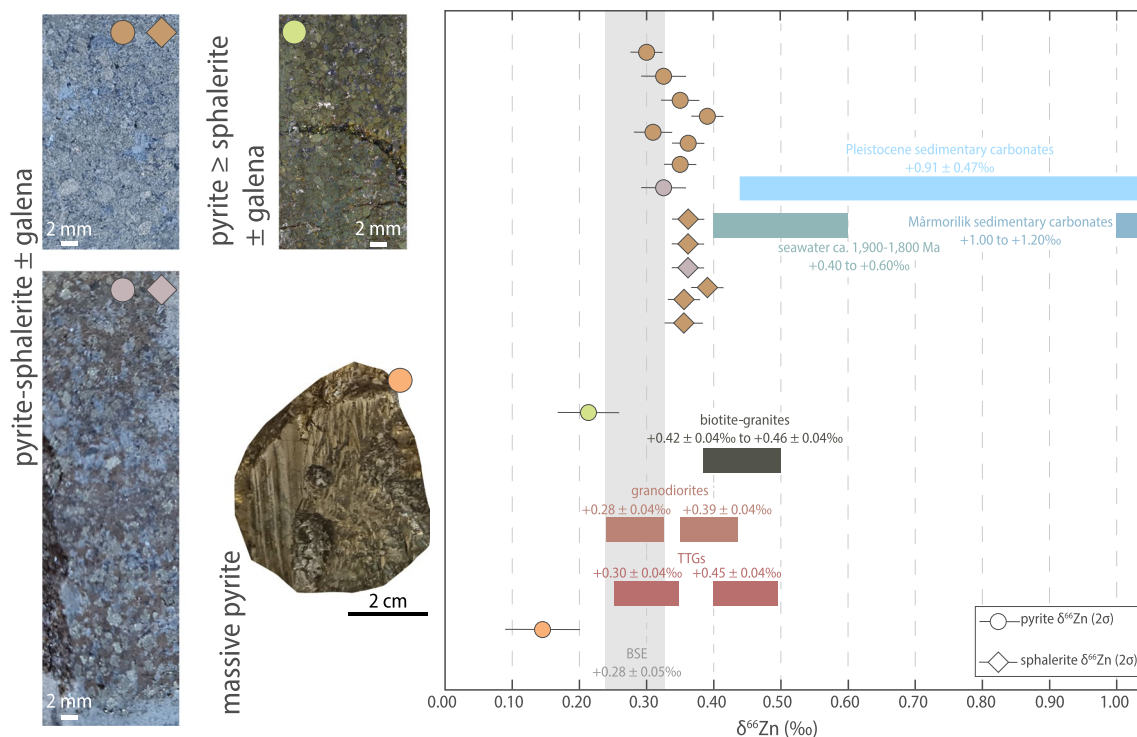 pyrite-sphalerite ± galena
2 mm
2 mm
pyrite ≥ sphalerite
± galena
2 mm
massive pyrite
2 cm
Pleistocene sedimentary carbonates
+0.91 ± 0.47‰
Mârmorilik sedimentary carbonates
+1.00 to +1.20‰
seawater ca. 1,900-1,800 Ma
+0.40 to +0.60‰
biotite-granites
+0.42 ± 0.04‰ to +0.46 ± 0.04‰
granodiorites
+0.28 ± 0.04‰ +0.39 ± 0.04‰
TTGs
+0.30 ± 0.04‰ +0.45 ± 0.04‰
BSE
+0.28 ± 0.05‰
pyrite δ⁶⁶Zn (2σ)
sphalerite δ⁶⁶Zn (2σ)
0.00 0.10 0.20 0.30 0.40 0.50 0.60 0.70 0.80 0.90 1.00
δ⁶⁶Zn (‰)